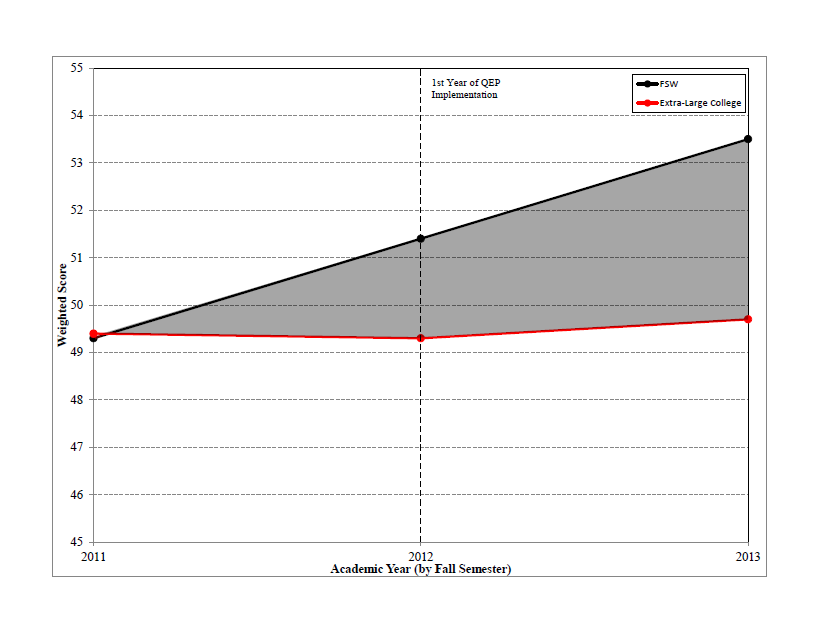 55
54
53
52
51
50
49
48
47
46
45
Weighted Score
1st Year of QEP
Implementation
FSW
Extra-Large College
2011
2012
2013
Academic Year (by Fall Semester)